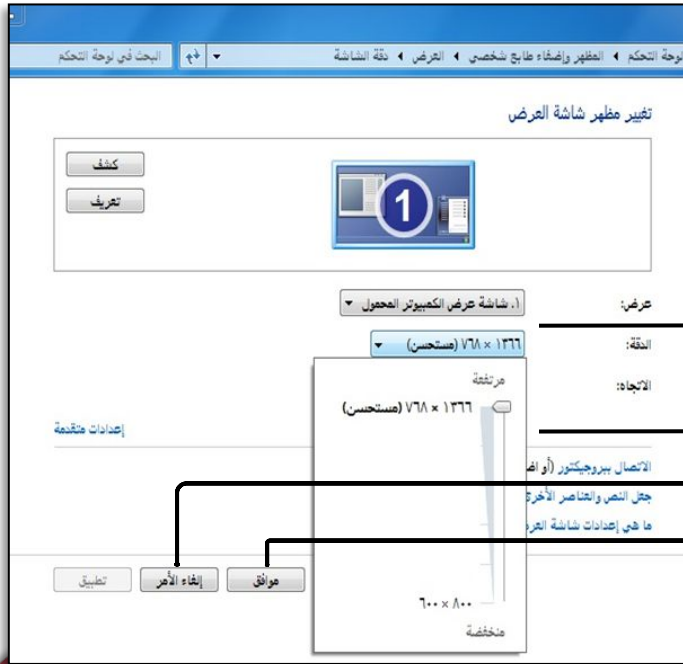 لوحة التحكم ◂ المظهر وإضفاء طابع شخصي ◂ العرض ◂ دقة الشاشة
البحث في لوحة التحكم
تغيير مظهر شاشة العرض
كشف
تعريف
1
عرض:
١. شاشة عرض الكمبيوتر المحمول
الدقة:
١٣٦٦ × ٧٦٨ (مستحسن)
الاتجاه:
مرتفعة
١٣٦٦ × ٧٦٨ (مستحسن)
إعدادات متقدمة
الاتصال ببروجيكتور (أو اض
جعل النص والعناصر الأخرى
ما هي إعدادات شاشة العر
موافق
إلغاء الأمر
تطبيق
٨٠٠ × ٦٠٠
منخفضة